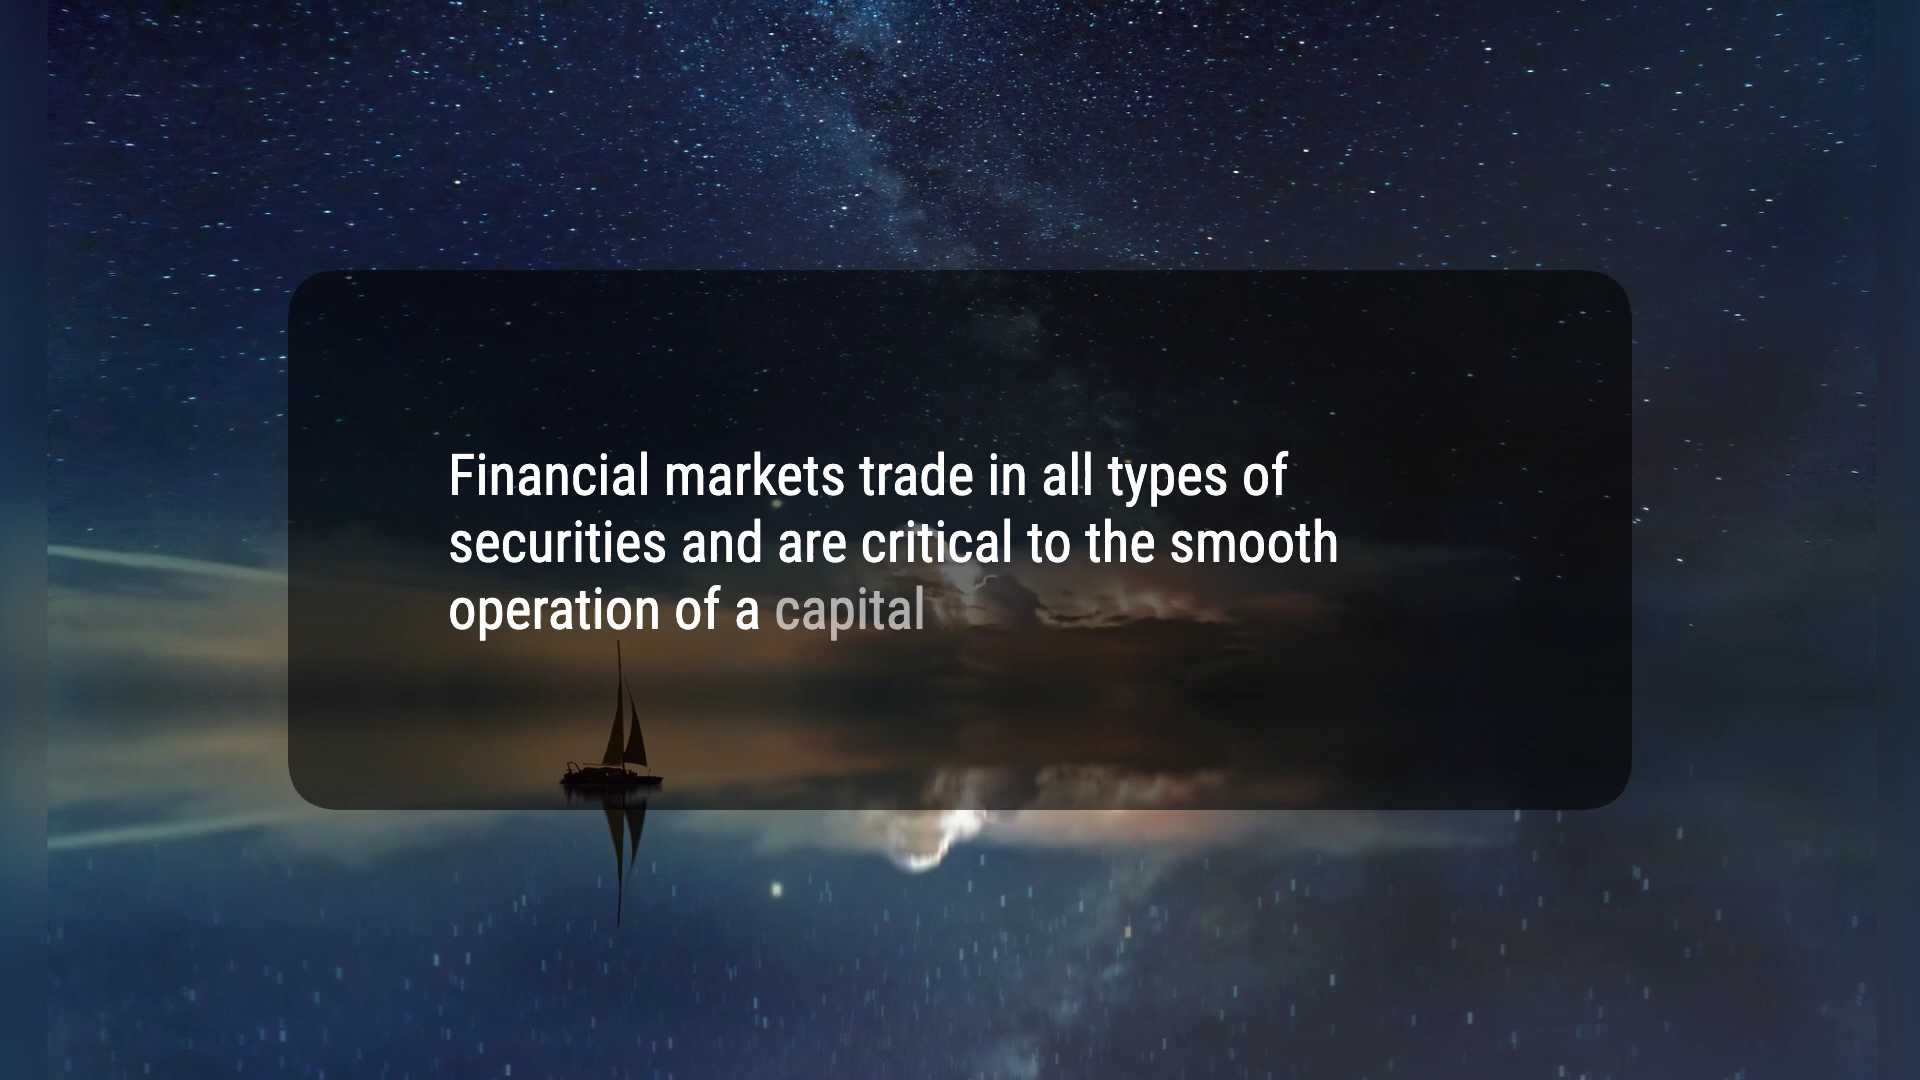 Financial markets trade in all types of
securities and are critical to the smooth
operation of a capital